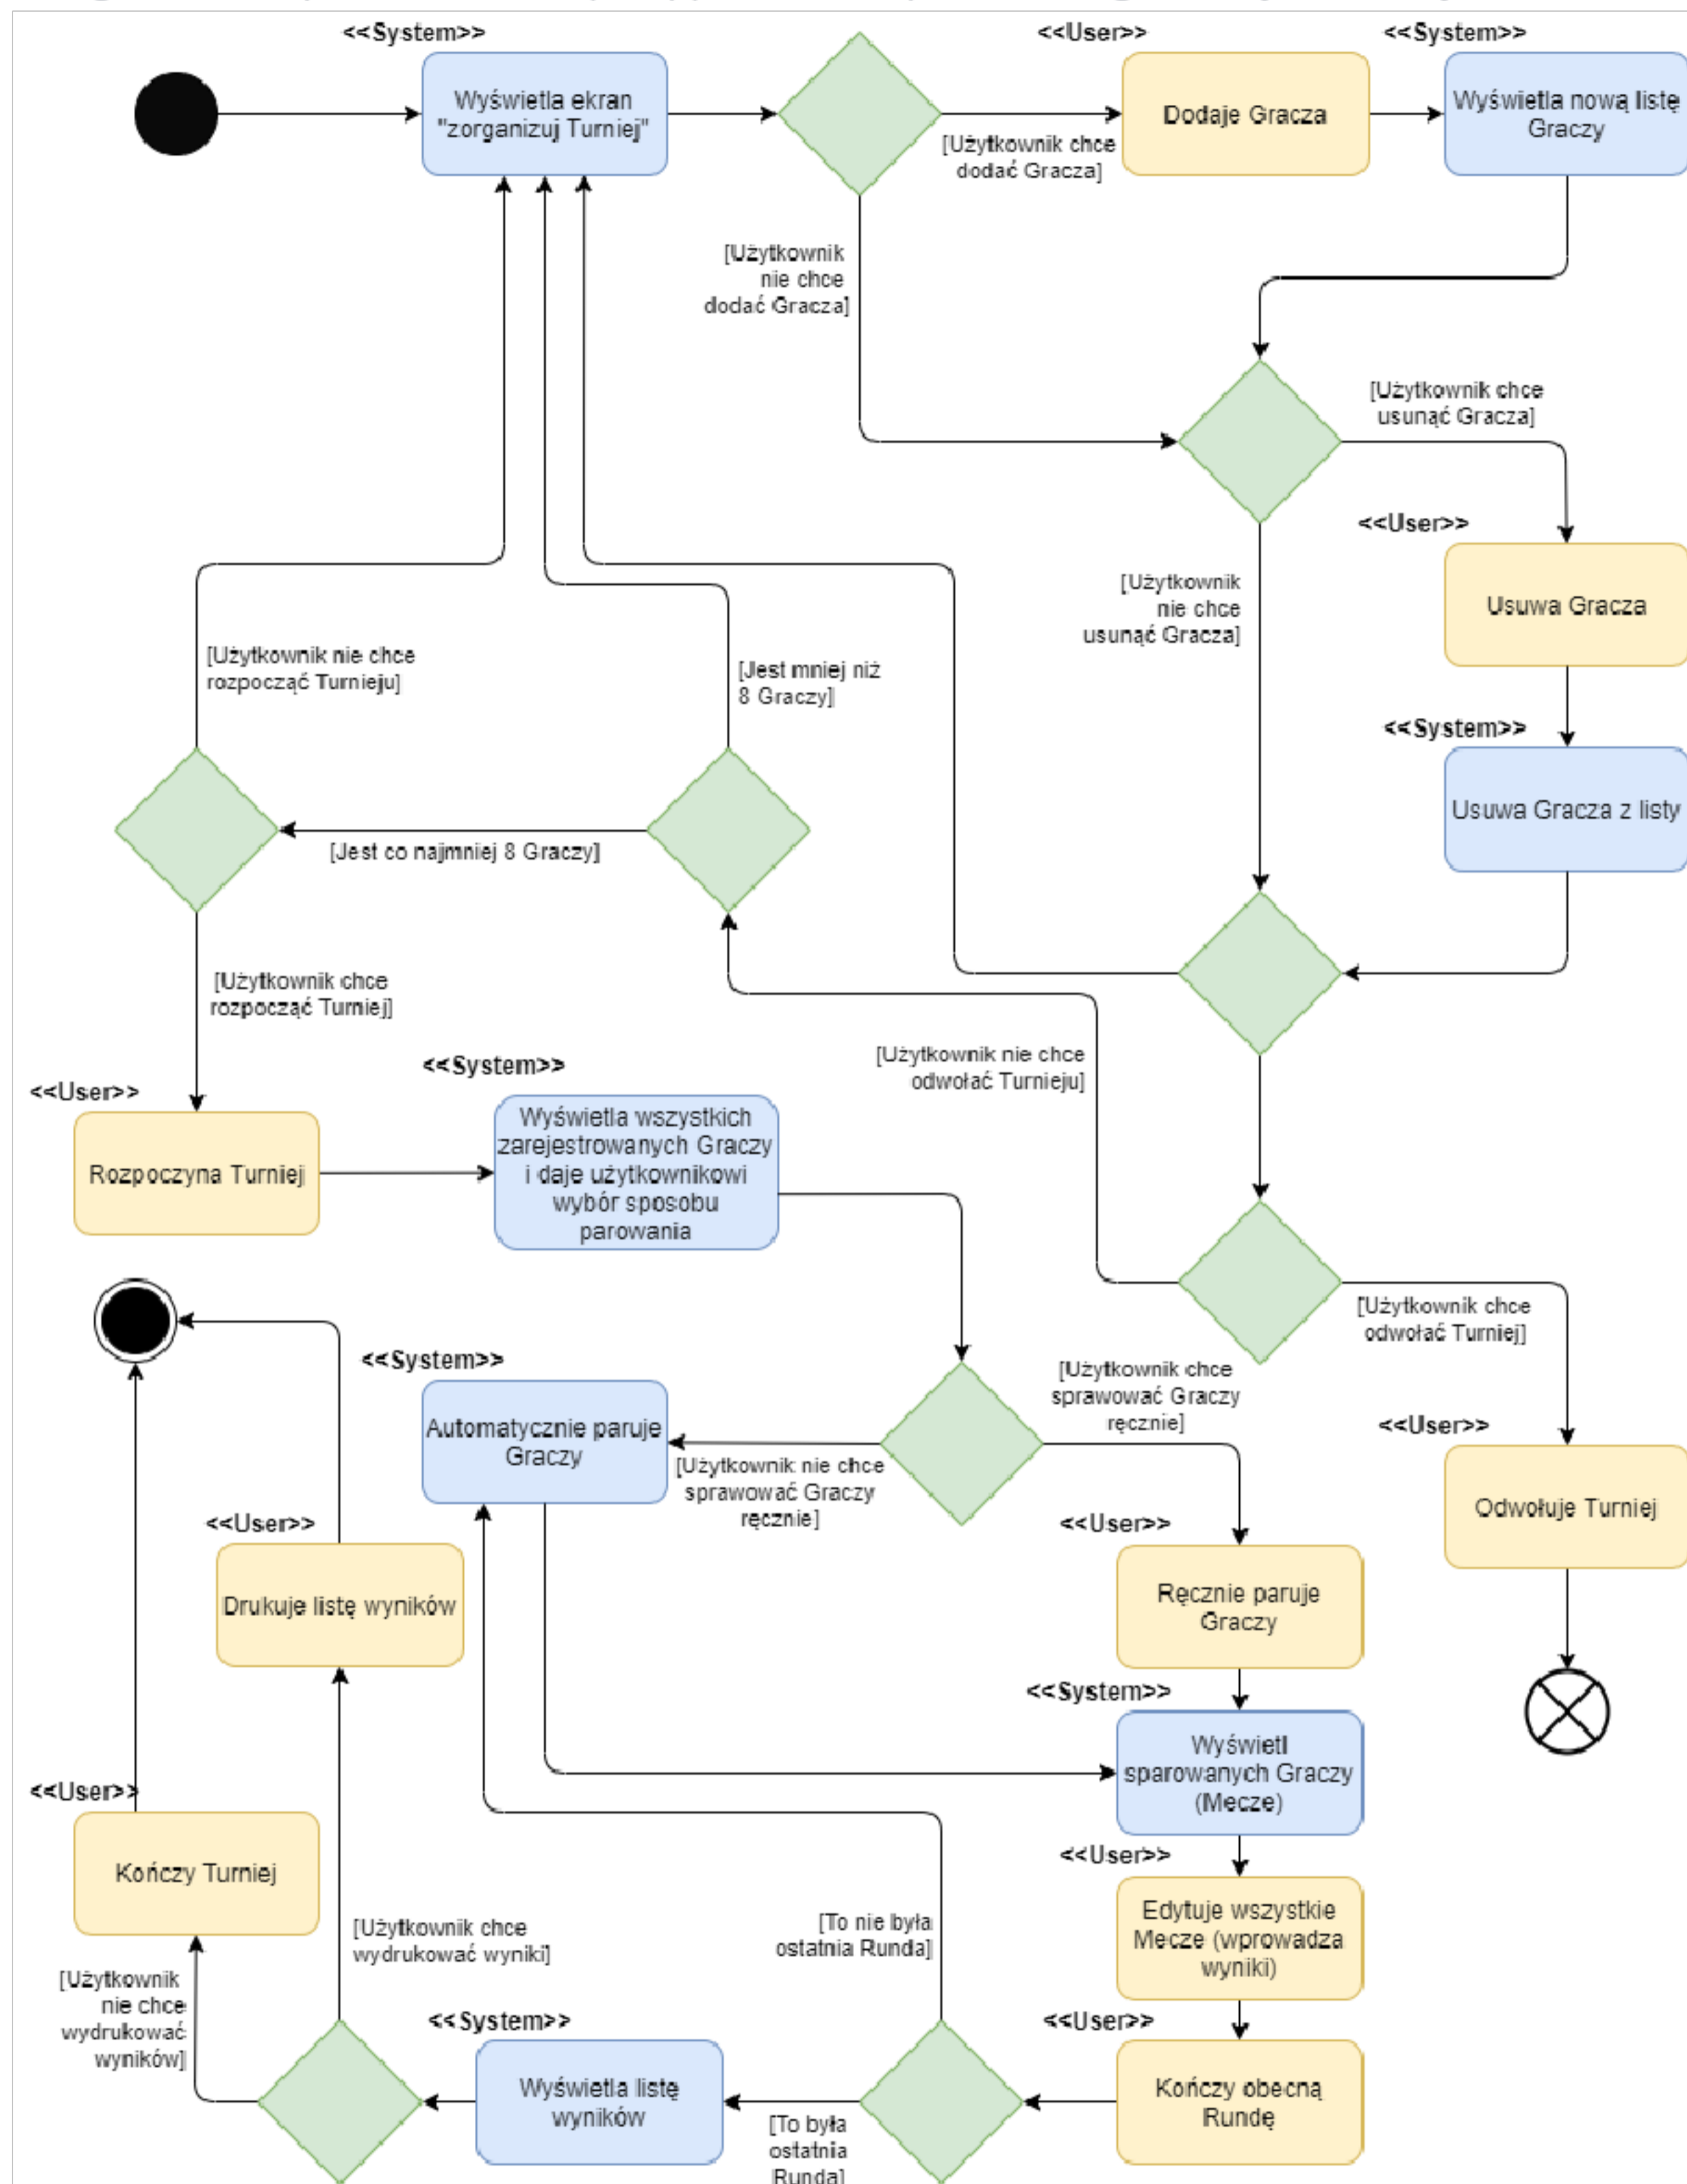 <<System>>
Wyświetla ekran
"zorganizuj Turniej"
<<User>>
Dodaje Gracza
<<System>>
Wyświetla nową listę
Graczy
[Użytkownik chce
dodać Gracza]
[Użytkownik
nie chce
dodać Gracza]
[Użytkownik chce
usunąć Gracza]
<<User>>
Usuwa Gracza
[Użytkownik
nie chce
usunąć Gracza]
<<System>>
Usuwa Gracza z listy
[Użytkownik nie chce
rozpocząć Turnieju]
[Jest mniej niż
8 Graczy]
[Jest co najmniej 8 Graczy]
[Użytkownik chce
rozpocząć Turniej]
[Użytkownik nie chce
odwołać Turnieju]
<<User>>
Rozpoczyna Turniej
<<System>>
Wyświetla wszystkich
zarejestrowanych Graczy
i daje użytkownikowi
wybór sposobu
parowania
[Użytkownik chce
odwołać Turniej]
<<System>>
Automatycznie paruje
Graczy
[Użytkownik nie chce
sprawować Graczy
ręcznie]
[Użytkownik chce
sprawować Graczy
ręcznie]
<<User>>
Odwołuje Turniej
<<User>>
Drukuje listę wyników
<<User>>
Ręcznie paruje
Graczy
<<System>>
Wyświetl
sparowanych Graczy
(Mecze)
<<User>>
Kończy Turniej
<<User>>
Edytuje wszystkie
Mecze (wprowadza
wyniki)
[Użytkownik chce
wydrukować wyniki]
[To nie była
ostatnia Runda]
[Użytkownik
nie chce
wydrukować
wyników]
<<System>>
Wyświetla listę
wyników
[To była
ostatnia
Runda]
<<User>>
Kończy obecną
Rundę